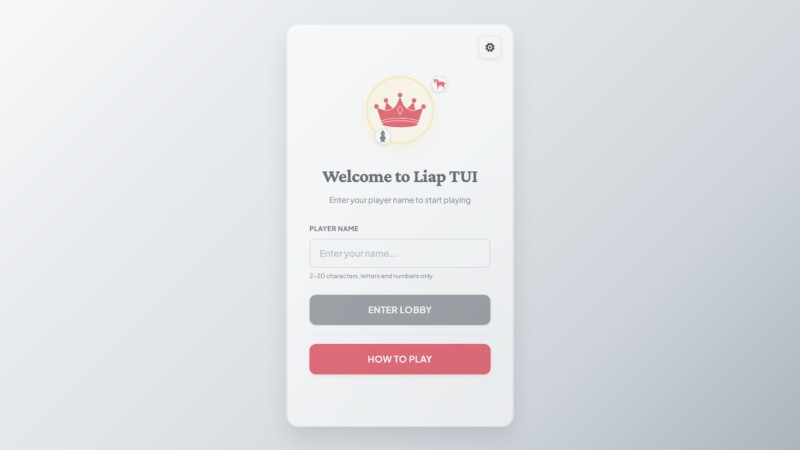 Welcome to Liap TUI
Enter your player name to start playing
PLAYER NAME
Enter your name...
2-20 characters, letters and numbers only
ENTER LOBBY
HOW TO PLAY